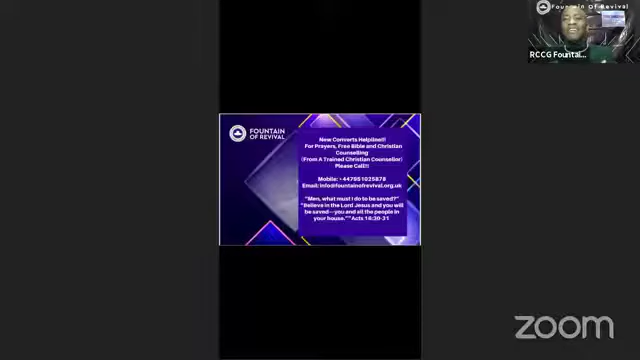 Fountain Of Revival
RCCG Fountai...
FOUNTAIN
OF REVIVAL
New Converts Helpline!!!
For Prayers, Free Bible and Christian
Counselling
(From A Trained Christian Counsellor)
Please Call!!!
Mobile: +447951025878
Email: info@fountainofrevival.org.uk
"Men, what must I do to be saved?"
"Believe in the Lord Jesus and you will
be saved—you and all the people in
your house.""Acts 16:30-31
zoom